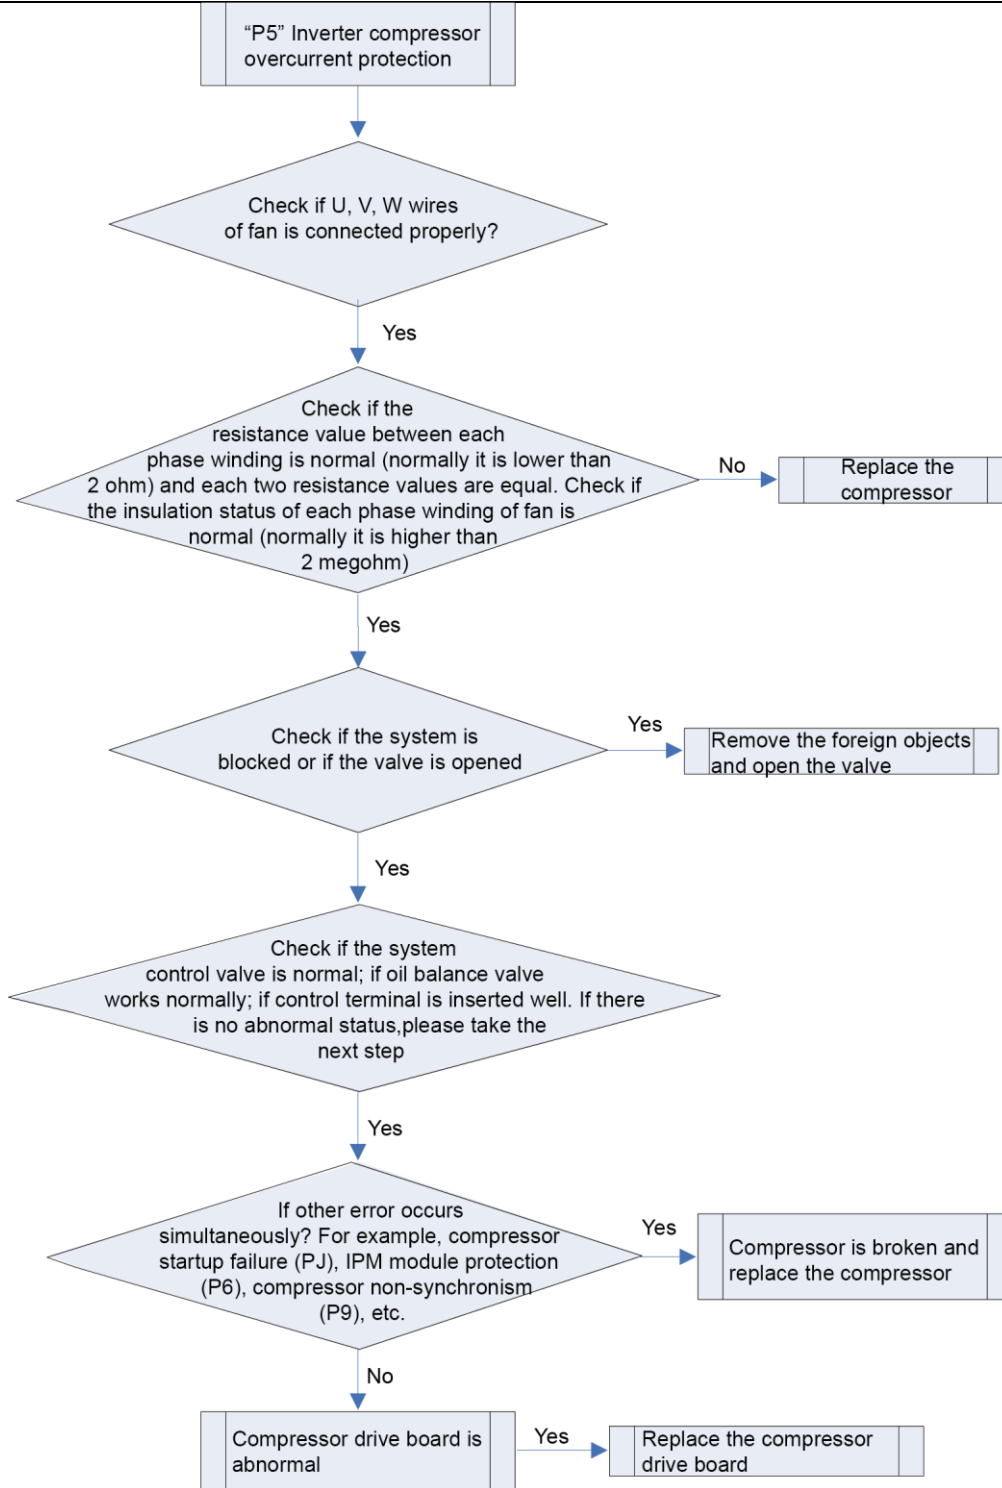 “P5” Inverter compressor
overcurrent protection
Check if U, V, W wires
of fan is connected properly?
Yes
Check if the
resistance value between each
phase winding is normal (normally it is lower than
2 ohm) and each two resistance values are equal. Check if
the insulation status of each phase winding of fan is
normal (normally it is higher than
2 megohm)
No
Replace the
compressor
Yes
Check if the system is
blocked or if the valve is opened
Yes
Remove the foreign objects
and open the valve
Yes
Check if the system
control valve is normal; if oil balance valve
works normally; if control terminal is inserted well. If there
is no abnormal status,please take the
next step
Yes
If other error occurs
simultaneously? For example, compressor
startup failure (PJ), IPM module protection
(P6), compressor non-synchronism
(P9), etc.
Yes
Compressor is broken and
replace the compressor
No
Compressor drive board is
abnormal
Yes
Replace the compressor
drive board